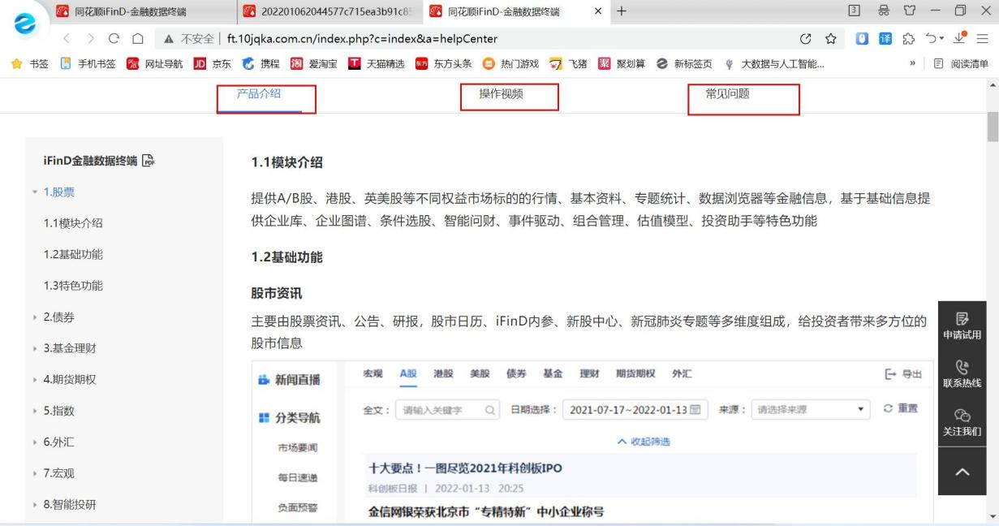 同花顺iFinD-金融数据终端
202201062044577c715ea3b91c85
同花顺iFinD-金融数据终端
3
不安全 ft.10jqka.com.cn/index.php?c=index&a=helpCenter
译
书签 手机书签 网址导航 JD 京东 携程 淘 爱淘宝 T 天猫精选 东方 东方头条 热门游戏 飞猪 聚 聚划算 新标签页 大数据与人工智能... » 阅读清单
产品介绍 操作视频 常见问题
iFinD金融数据终端 PDF
1.股票
1.1模块介绍
1.2基础功能
1.3特色功能
2.债券
3.基金理财
4.期货期权
5.指数
6.外汇
7.宏观
8.智能投研
1.1模块介绍
提供A/B股、港股、英美股等不同权益市场标的的行情、基本资料、专题统计、数据浏览器等金融信息，基于基础信息提
供企业库、企业图谱、条件选股、智能问财、事件驱动、组合管理、估值模型、投资助手等特色功能
1.2基础功能
股市资讯
主要由股票资讯、公告、研报，股市日历、iFinD内参、新股中心、新冠肺炎专题等多维度组成，给投资者带来多方位的
股市信息
新闻直播
分类导航
市场要闻
每日速递
负面预警
宏观 A股 港股 美股 债券 基金 理财 期货期权 外汇 导出
全文： 请输入关键字 日期选择： 2021-07-17~2022-01-13 来源： 请选择来源 重置
收起筛选
十大要点！一图尽览2021年科创板IPO
科创板日报 | 2022-01-13 20:25
金信网银荣获北京市“专精特新”中小企业称号
申请试用
联系热线
关注我们